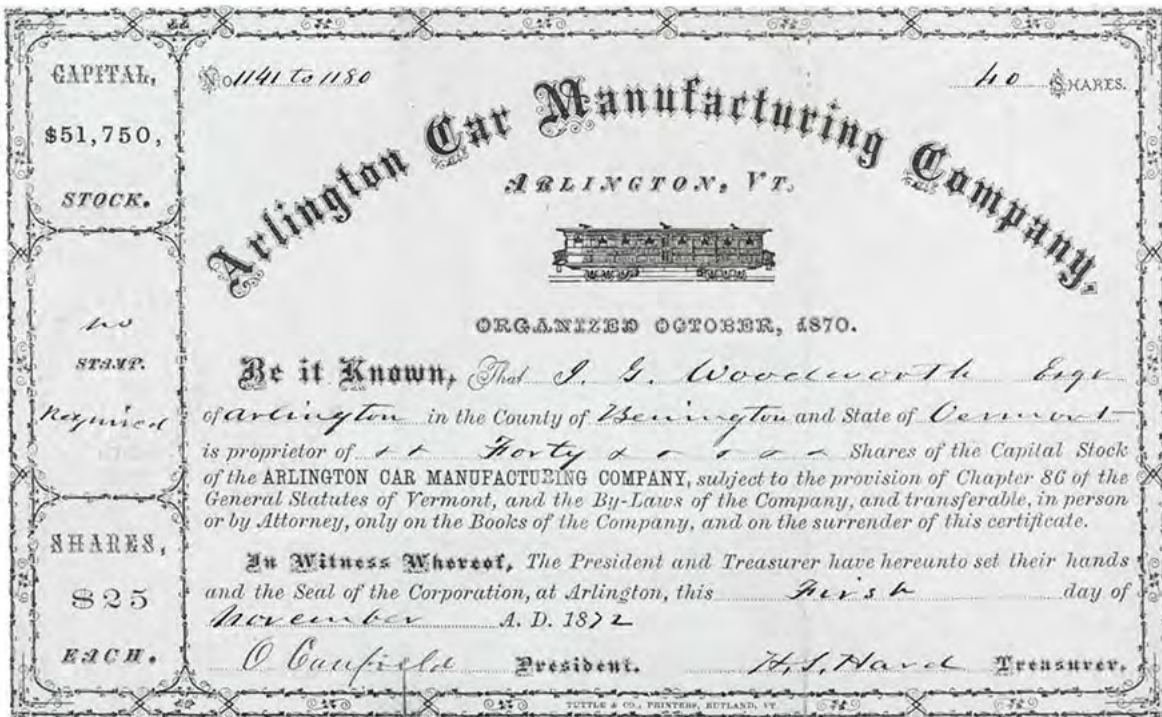 CAPITAL,
$51,750,
STOCK.
no
STAMP.
Required
SHARES,
$25
EACH.
No 1141 to 1180
40 SHARES.
Arlington Car Manufacturing Company,
ARLINGTON, VT.
ORGANIZED OCTOBER, 1870.
Be it Known, That I. G. Woodworth Esqr
of Arlington in the County of Benington and State of Vermont
is proprietor of Forty Shares of the Capital Stock
of the ARLINGTON CAR MANUFACTURING COMPANY, subject to the provision of Chapter 86 of the
General Statutes of Vermont, and the By-Laws of the Company, and transferable, in person
or by Attorney, only on the Books of the Company, and on the surrender of this certificate.
In Witness Whereof, The President and Treasurer have hereunto set their hands
and the Seal of the Corporation, at Arlington, this First day of
November A. D. 1872
O Canfield President. H. S. Hard Treasurer.
TUTTLE & CO., PRINTERS, RUTLAND, VT.